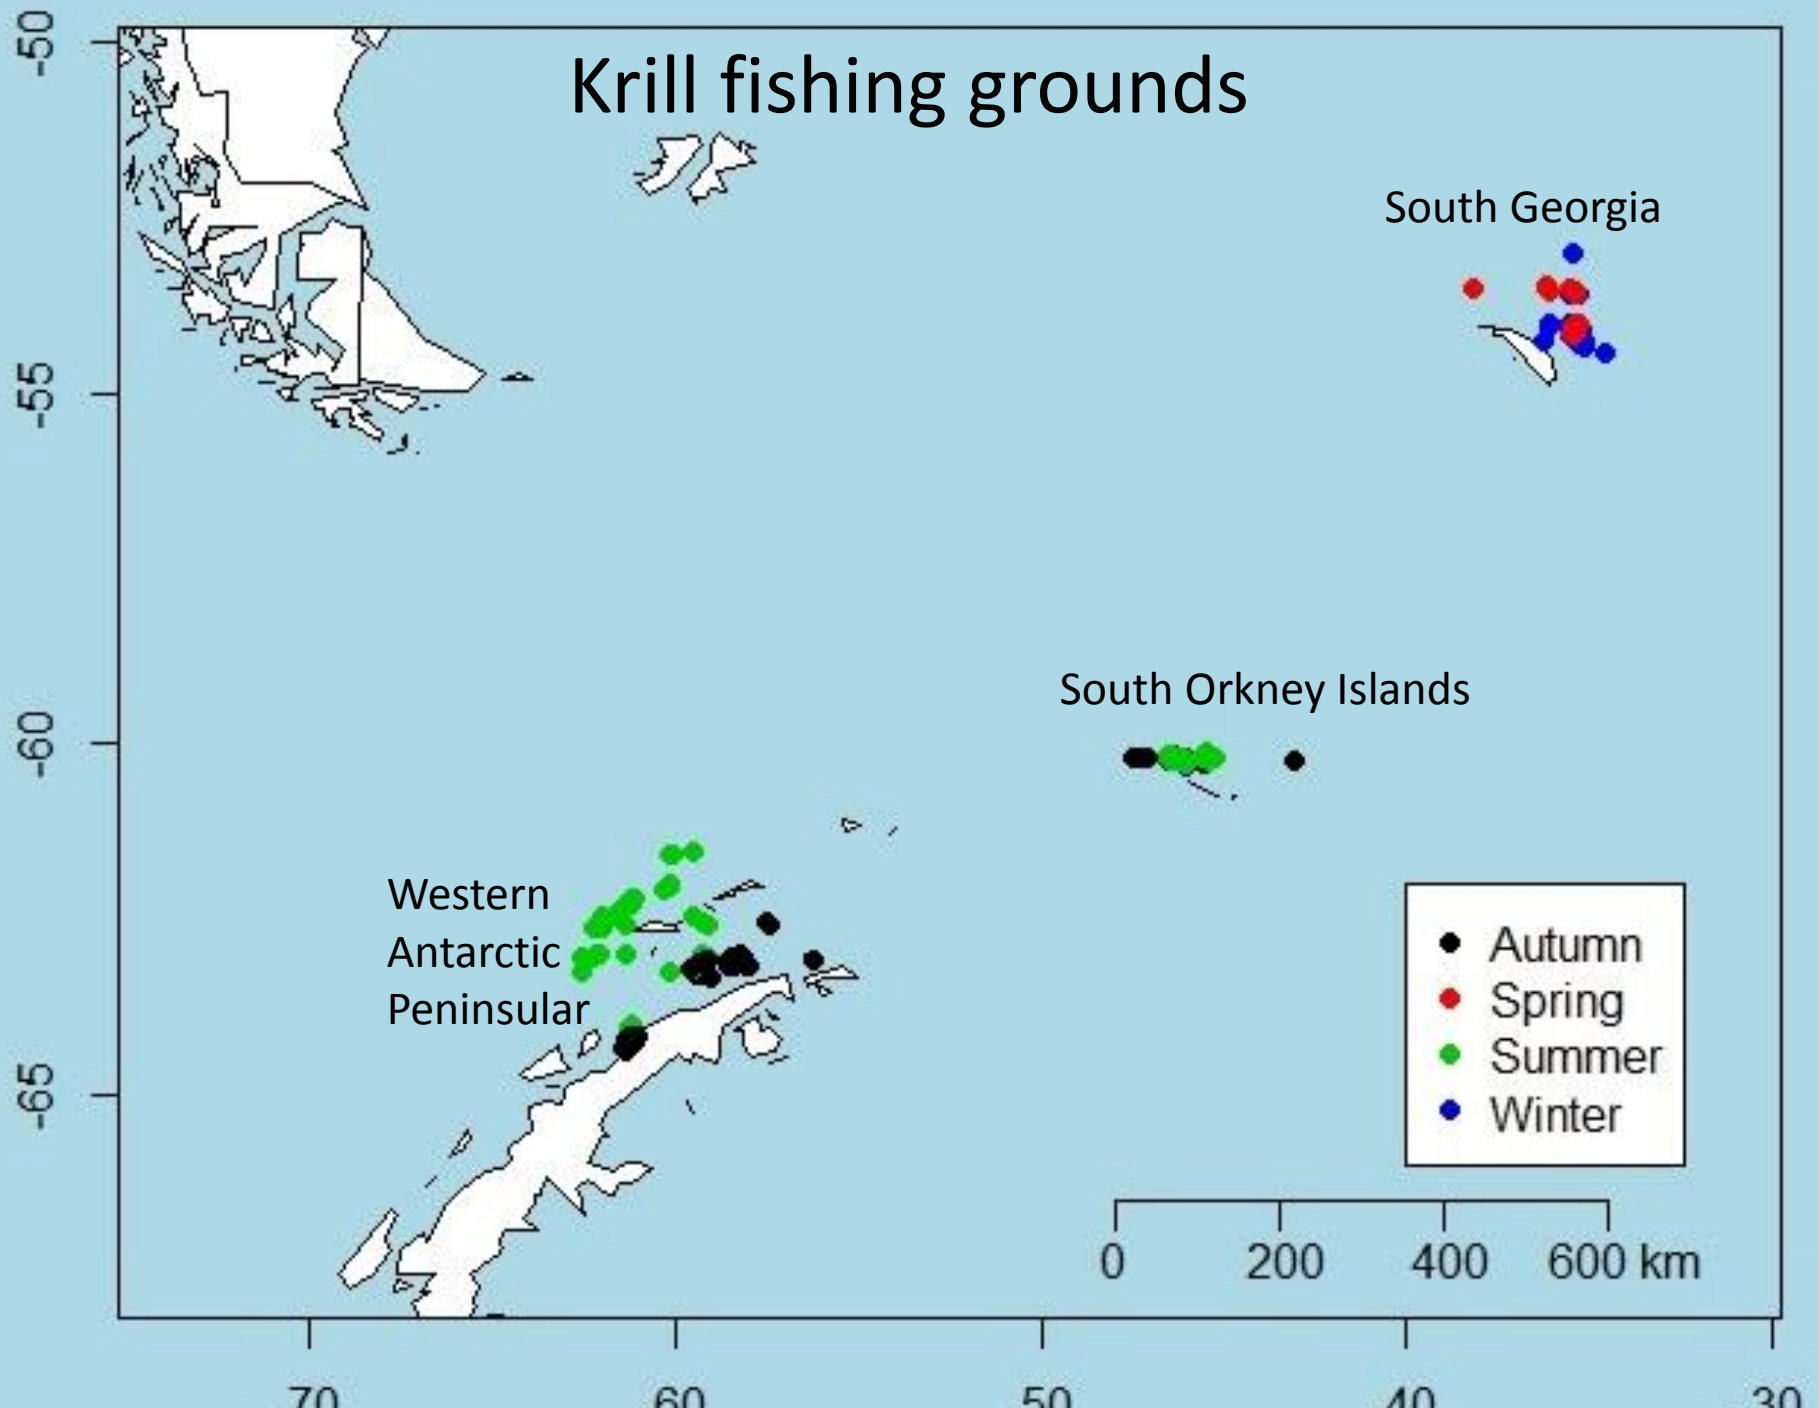 Krill fishing grounds
South Georgia
South Orkney Islands
Western
Antarctic
Peninsular
Autumn
Spring
Summer
Winter
0 200 400 600 km
-50
-55
-60
-65
-70 -60 -50 -40 -30